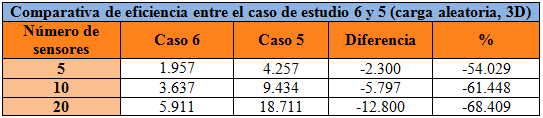 Comparativa de eficiencia entre el caso de estudio 6 y 5 (carga aleatoria, 3D)
Número de sensores Caso 6 Caso 5 Diferencia %
5 1.957 4.257 -2.300 -54.029
10 3.637 9.434 -5.797 -61.448
20 5.911 18.711 -12.800 -68.409